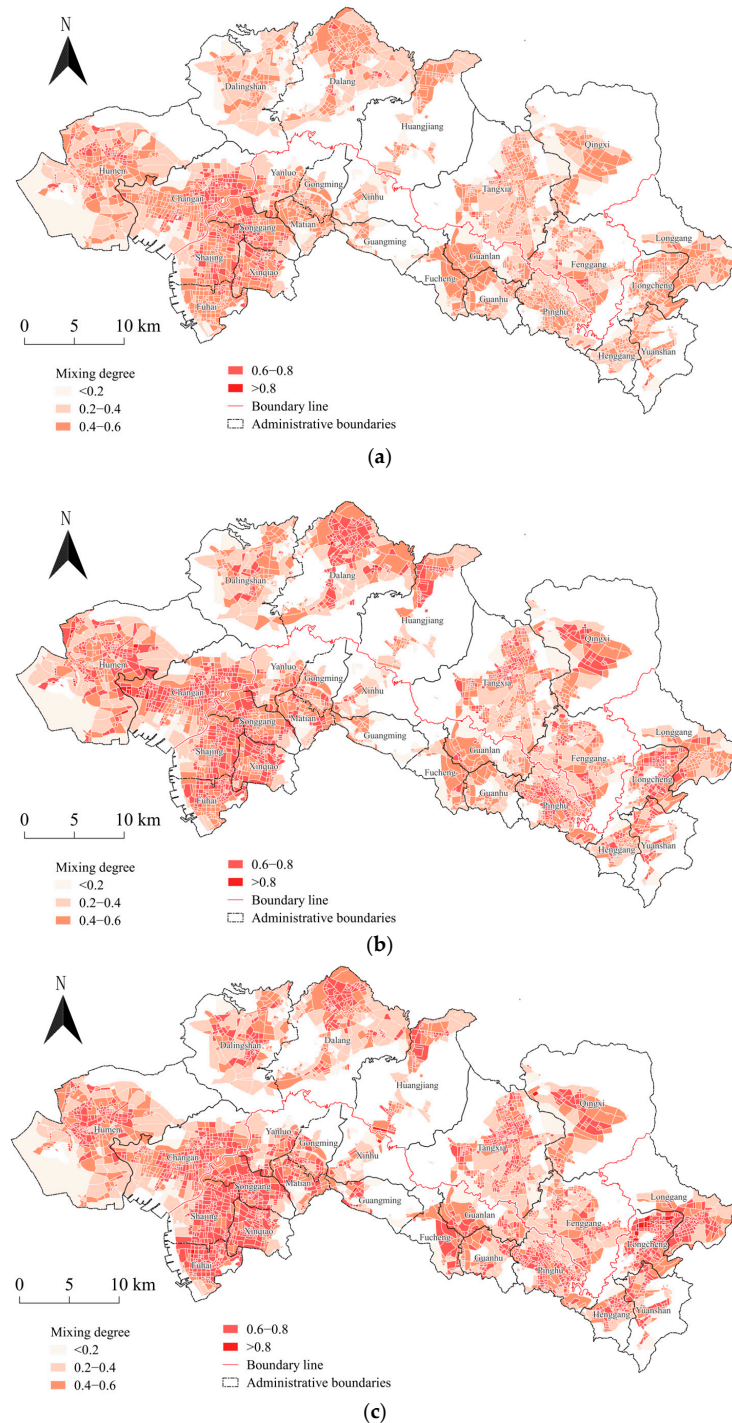 N
Dalingshan
Dalang
Huangjiang
Qingxi
Humen
Changan
Yanluo
Gongming
Xinhu
Tangxia
Songgang
Matian
Guangming
Guanlan
Longgang
Shajing
Xinqiao
Fucheng
Fenggang
Longcheng
Fuhai
Guanhu
Pinghu
Henggang
Yuanshan
0 5 10 km
Mixing degree
<0.2
0.2−0.4
0.4−0.6
0.6−0.8
>0.8
Boundary line
Administrative boundaries
(a)
N
Dalingshan
Dalang
Huangjiang
Qingxi
Humen
Changan
Yanluo
Gongming
Xinhu
Tangxia
Songgang
Matian
Guangming
Guanlan
Longgang
Shajing
Xinqiao
Fucheng
Fenggang
Longcheng
Fuhai
Guanhu
Pinghu
Henggang
Yuanshan
0 5 10 km
Mixing degree
<0.2
0.2−0.4
0.4−0.6
0.6−0.8
>0.8
Boundary line
Administrative boundaries
(b)
N
Dalingshan
Dalang
Huangjiang
Qingxi
Humen
Changan
Yanluo
Gongming
Xinhu
Tangxia
Songgang
Matian
Guangming
Guanlan
Longgang
Shajing
Xinqiao
Fucheng
Fenggang
Longcheng
Fuhai
Guanhu
Pinghu
Henggang
Yuanshan
0 5 10 km
Mixing degree
<0.2
0.2−0.4
0.4−0.6
0.6−0.8
>0.8
Boundary line
Administrative boundaries
(c)